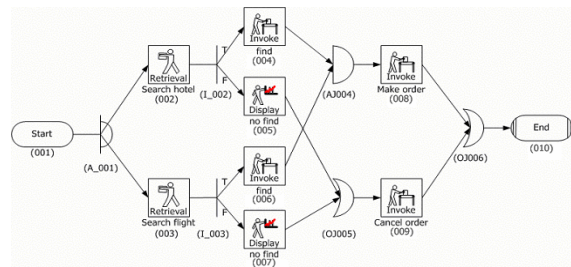 Start
(001)
(A_001)
Retrieval
Search hotel
(002)
Retrieval
Search flight
(003)
T
F
(I_002)
T
F
(I_003)
Invoke
find
(004)
Display
no find
(005)
Invoke
find
(006)
Display
no find
(007)
(AJ004)
(OJ005)
Invoke
Make order
(008)
Invoke
Cancel order
(009)
(OJ006)
End
(010)